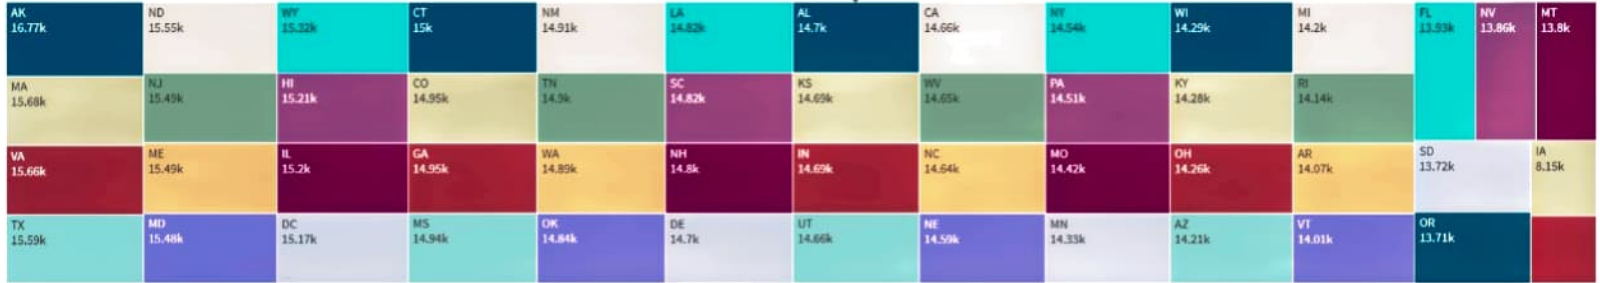 AK
16.77k
ND
15.55k
WY
15.32k
CT
15k
NM
14.91k
LA
14.82k
AL
14.7k
CA
14.66k
NY
14.54k
WI
14.29k
MI
14.2k
FL
13.93k
NV
13.86k
MT
13.8k
MA
15.68k
NJ
15.49k
HI
15.21k
CO
14.95k
TN
14.9k
SC
14.82k
KS
14.69k
WV
14.65k
PA
14.51k
KY
14.28k
RI
14.14k
VA
15.66k
ME
15.49k
IL
15.2k
GA
14.95k
WA
14.89k
NH
14.8k
IN
14.69k
NC
14.64k
MO
14.42k
OH
14.26k
AR
14.07k
SD
13.72k
IA
8.15k
TX
15.59k
MD
15.48k
DC
15.17k
MS
14.94k
OK
14.84k
DE
14.7k
UT
14.66k
NE
14.59k
MN
14.33k
AZ
14.21k
VT
14.01k
OR
13.71k